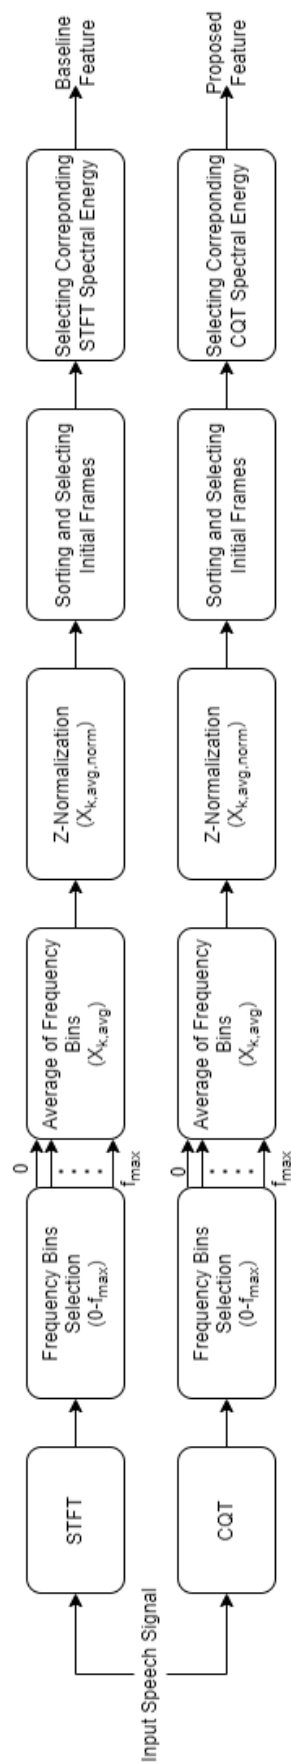 Input Speech Signal
STFT
Frequency Bins
Selection
(0-fmax)
0
fmax
Average of Frequency
Bins
(Xk,avg)
Z-Normalization
(Xk,avg,norm)
Sorting and Selecting
Initial Frames
Selecting Correponding
STFT Spectral Energy
Baseline
Feature
CQT
Frequency Bins
Selection
(0-fmax)
0
fmax
Average of Frequency
Bins
(Xk,avg)
Z-Normalization
(Xk,avg,norm)
Sorting and Selecting
Initial Frames
Selecting Correponding
CQT Spectral Energy
Proposed
Feature